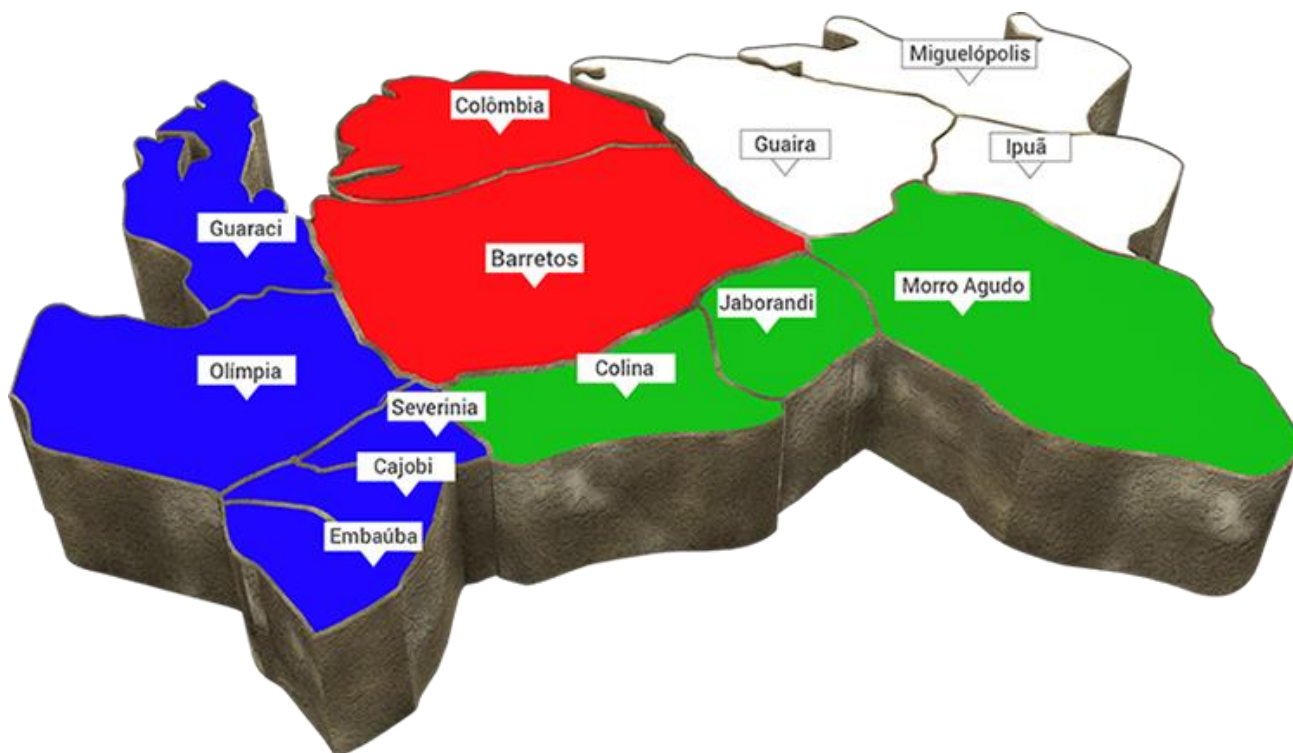 Miguelópolis
Colômbia
Guaira
Ipuã
Guaraci
Barretos
Morro Agudo
Jaborandi
Olímpia
Colina
Severinia
Cajobi
Embaúba